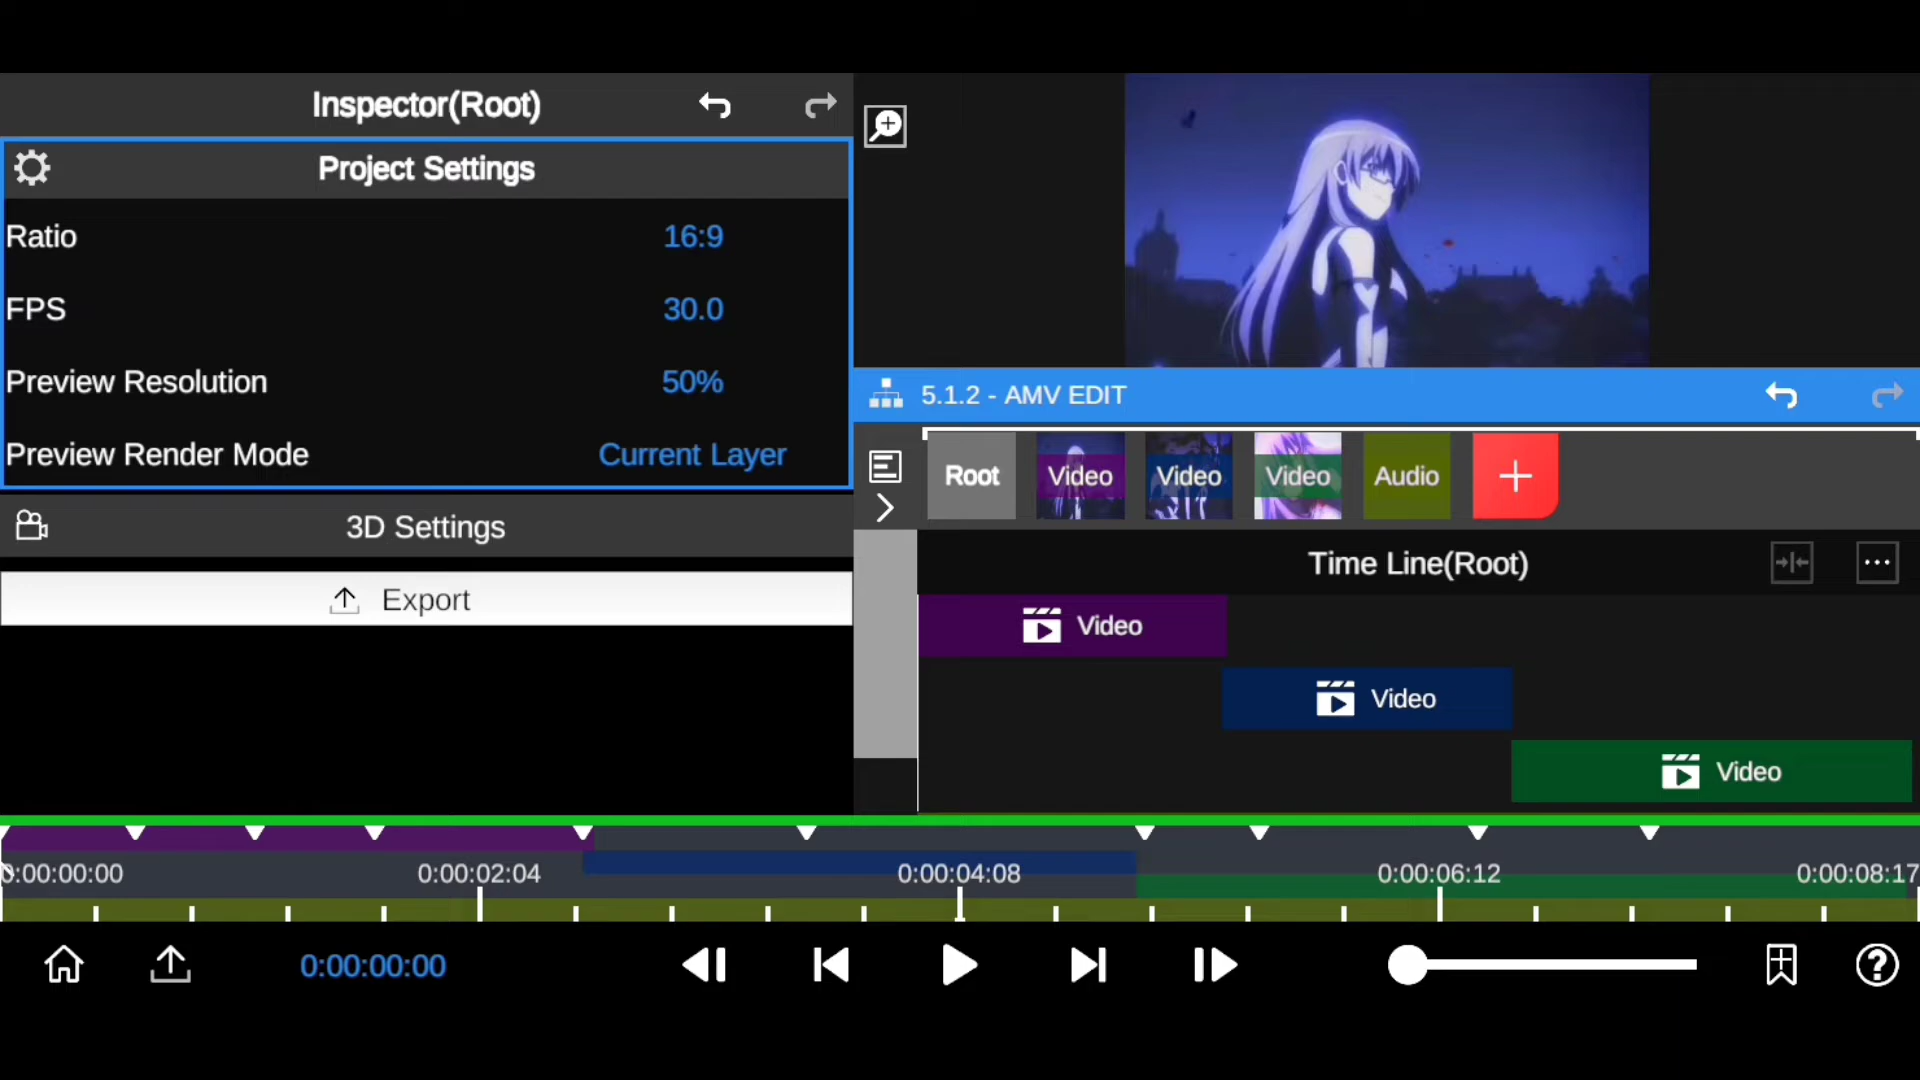 Inspector(Root)
Project Settings
Ratio 16:9
FPS 30.0
Preview Resolution 50%
Preview Render Mode Current Layer
3D Settings
Export
5.1.2 - AMV EDIT
Root Video Video Video Audio
Time Line(Root)
Video
Video
Video
0:00:00:00 0:00:02:04 0:00:04:08 0:00:06:12 0:00:08:17
0:00:00:00